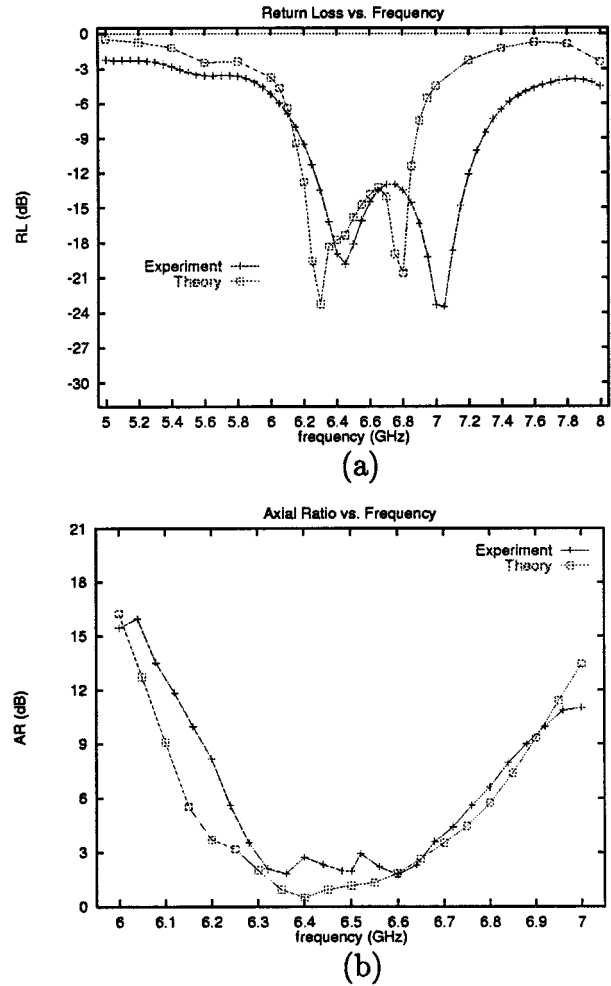 Return Loss vs. Frequency
0
-3
-6
-9
-12
-15
-18
-21
-24
-27
-30
RL (dB)
Experiment
Theory
5 5.2 5.4 5.6 5.8 6 6.2 6.4 6.6 6.8 7 7.2 7.4 7.6 7.8 8
frequency (GHz)
(a)
Axial Ratio vs. Frequency
21
18
15
12
9
6
3
0
AR (dB)
Experiment
Theory
6 6.1 6.2 6.3 6.4 6.5 6.6 6.7 6.8 6.9 7
frequency (GHz)
(b)